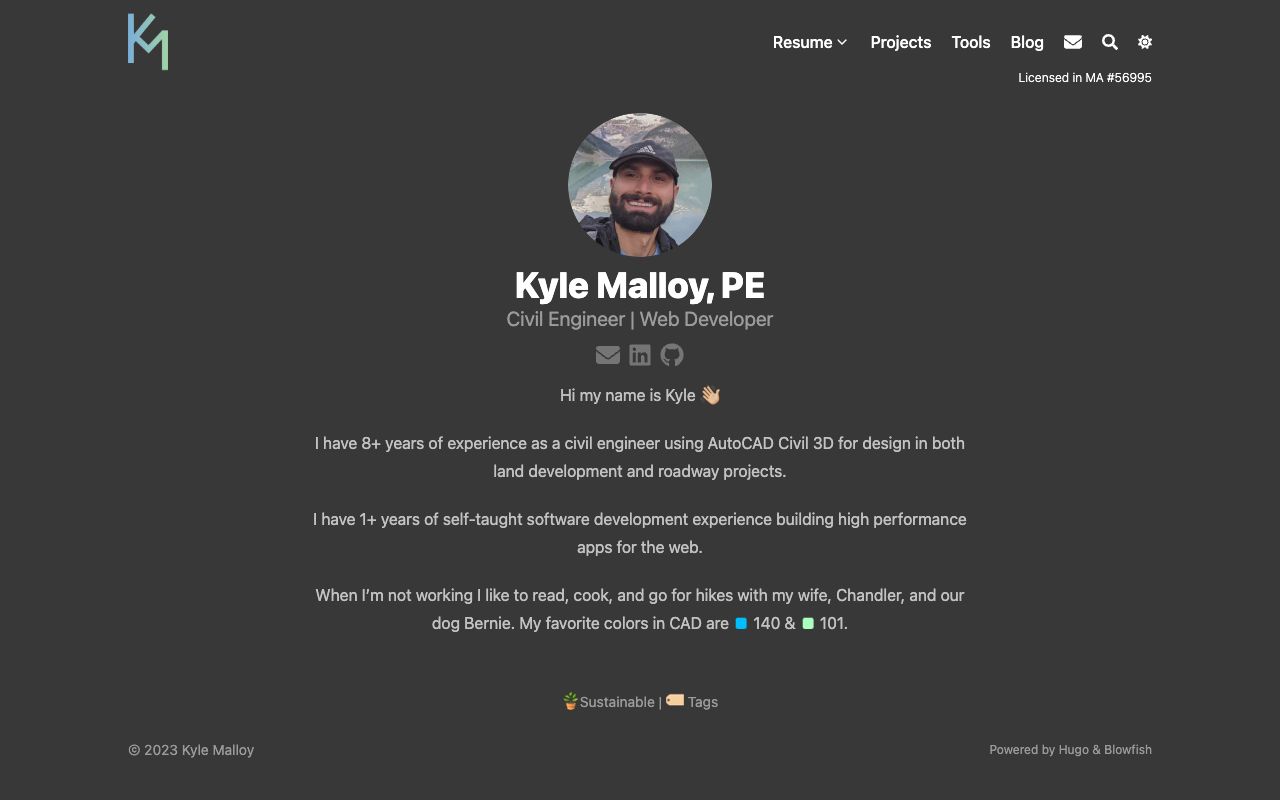 KM
Resume Projects Tools Blog
Licensed in MA #56995
Kyle Malloy, PE
Civil Engineer | Web Developer
Hi my name is Kyle 👋🏼
I have 8+ years of experience as a civil engineer using AutoCAD Civil 3D for design in both
land development and roadway projects.
I have 1+ years of self-taught software development experience building high performance
apps for the web.
When I’m not working I like to read, cook, and go for hikes with my wife, Chandler, and our
dog Bernie. My favorite colors in CAD are 140 & 101.
🪴Sustainable | 🏷️ Tags
© 2023 Kyle Malloy
Powered by Hugo & Blowfish